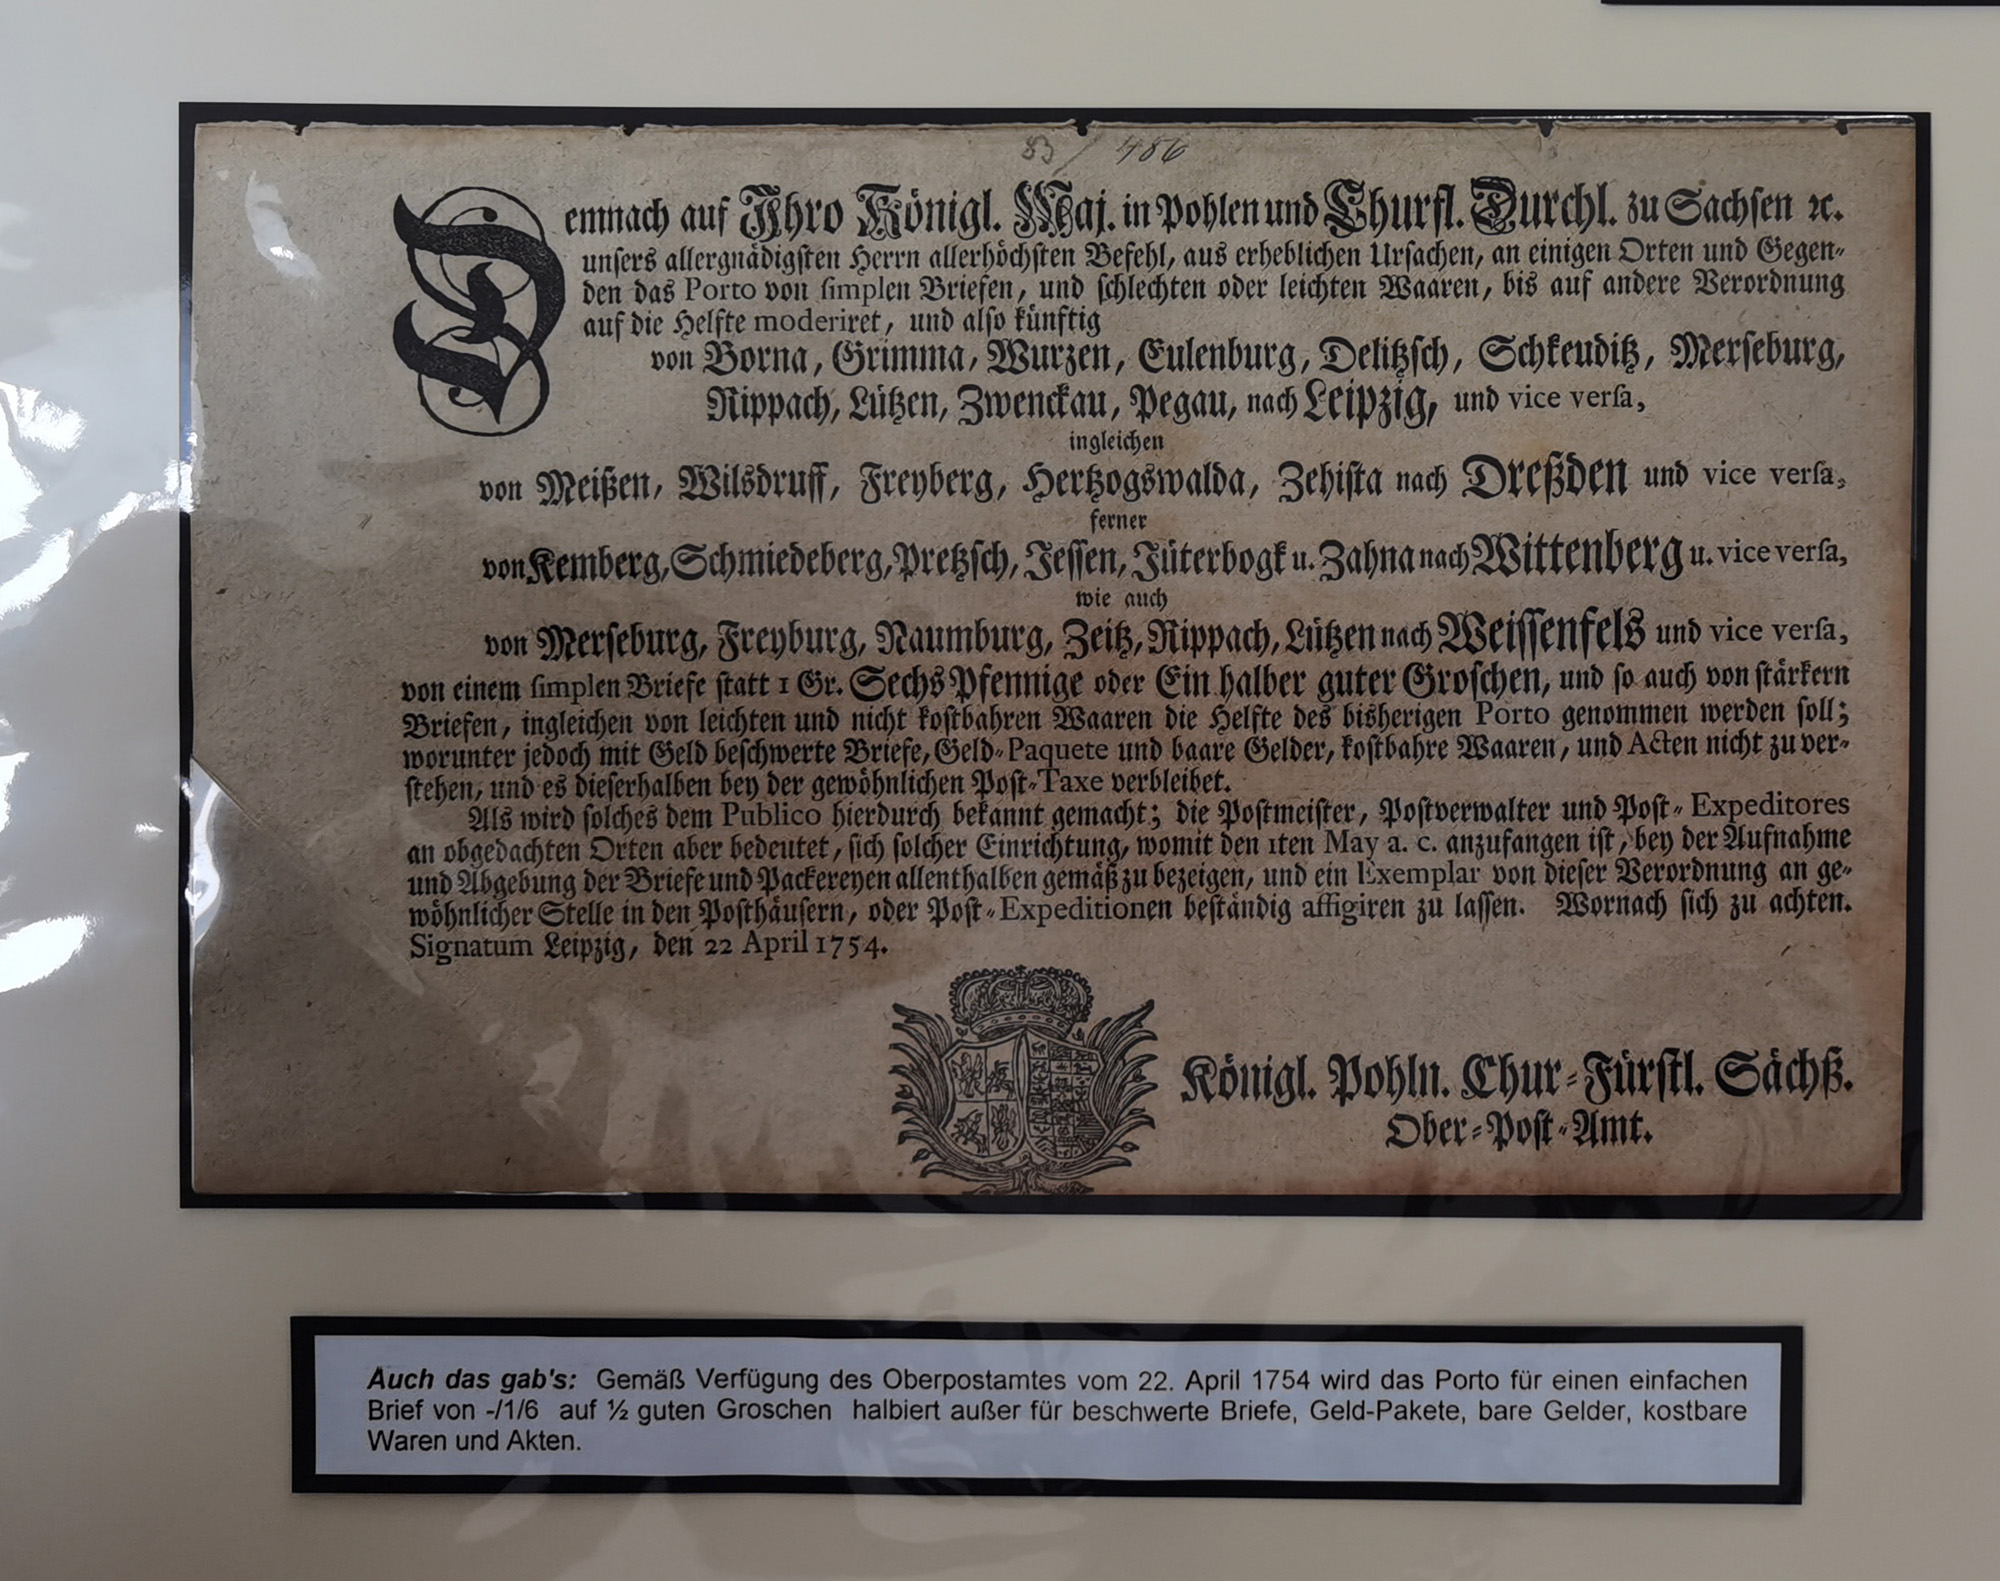 83 / 486
Demnach auf Ihro Königl. Maj. in Pohlen und Churfl. Durchl. zu Sachsen ꝛc.
unsers allergnädigsten Herrn allerhöchsten Befehl, aus erheblichen Ursachen, an einigen Orten und Gegen-
den das Porto von simplen Briefen, und schlechten oder leichten Waaren, bis auf andere Verordnung
auf die Helfte moderiret, und also künftig
von Borna, Grimma, Wurzen, Eulenburg, Delitzsch, Schkeuditz, Merseburg,
Rippach, Lützen, Zwenckau, Pegau, nach Leipzig, und vice versa,
ingleichen
von Meißen, Wilsdruff, Freyberg, Hertzogswalda, Zehista nach Dreßden und vice versa,
ferner
von Kemberg, Schmiedeberg, Pretzsch, Jessen, Jüterbogk u. Zahna nach Wittenberg u. vice versa,
wie auch
von Merseburg, Freyburg, Naumburg, Zeitz, Rippach, Lützen nach Weissenfels und vice versa,
von einem simplen Briefe statt 1 Gr. Sechs Pfennige oder Ein halber guter Groschen, und so auch von stärkern
Briefen, ingleichen von leichten und nicht kostbahren Waaren die Helfte des bisherigen Porto genommen werden soll;
worunter jedoch mit Geld beschwerte Briefe, Geld-Paquete und baare Gelder, kostbahre Waaren, und Acten nicht zu ver-
stehen, und es dieserhalben bey der gewöhnlichen Post-Taxe verbleibet.
Als wird solches dem Publico hierdurch bekannt gemacht; die Postmeister, Postverwalter und Post-Expeditores
an obgedachten Orten aber bedeutet, sich solcher Einrichtung, womit den 1ten May a. c. anzufangen ist, bey der Aufnahme
und Abgebung der Briefe und Packereyen allenthalben gemäß zu bezeigen, und ein Exemplar von dieser Verordnung an ge-
wöhnlicher Stelle in den Posthäusern, oder Post-Expeditionen beständig affigiren zu lassen. Wornach sich zu achten.
Signatum Leipzig, den 22 April 1754.
Königl. Pohln. Chur-Fürstl. Sächß.
Ober-Post-Amt.
Auch das gab's: Gemäß Verfügung des Oberpostamtes vom 22. April 1754 wird das Porto für einen einfachen
Brief von -/1/6 auf ½ guten Groschen halbiert außer für beschwerte Briefe, Geld-Pakete, bare Gelder, kostbare
Waren und Akten.